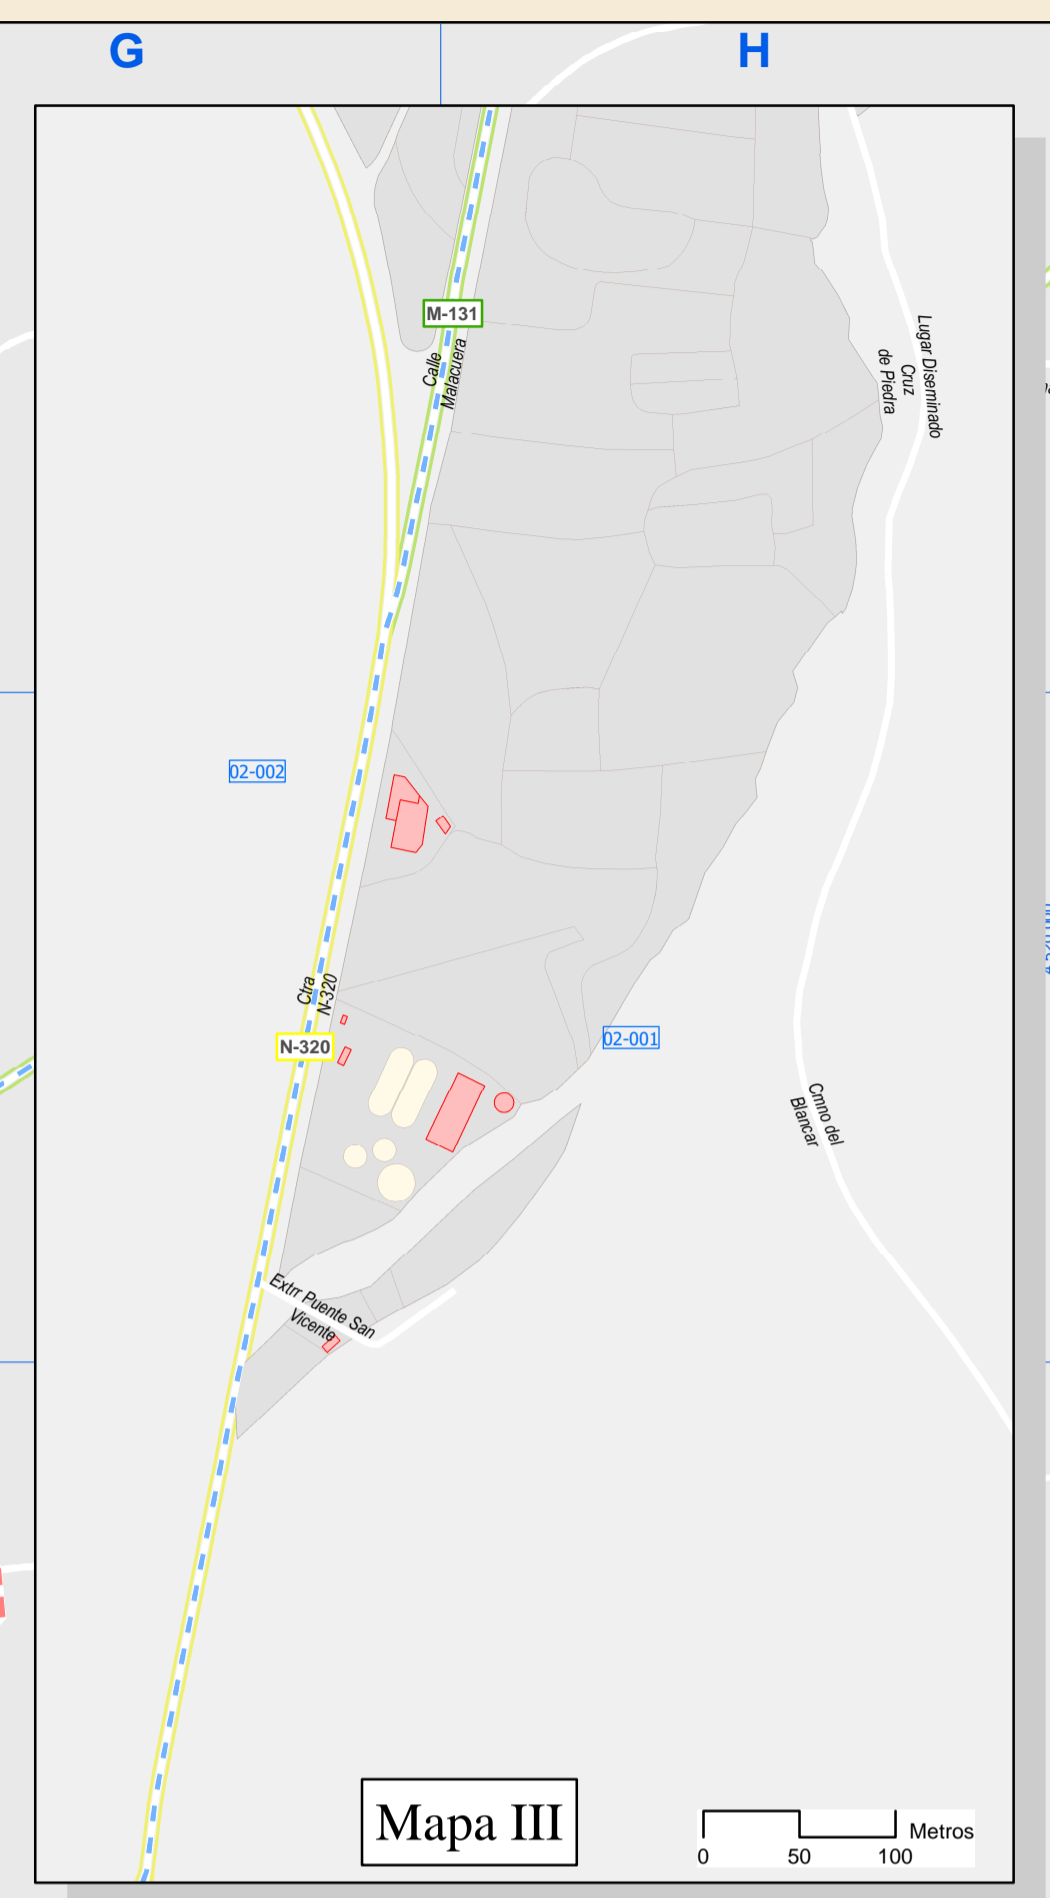 G
H
M-131
Calle
Malacuera
Lugar Diseminado
Cruz
de Piedra
02-002
Ctra
N-320
N-320
02-001
Cmno del
Blancar
Extrr Puente San
Vicente
Mapa III
Metros
0 50 100